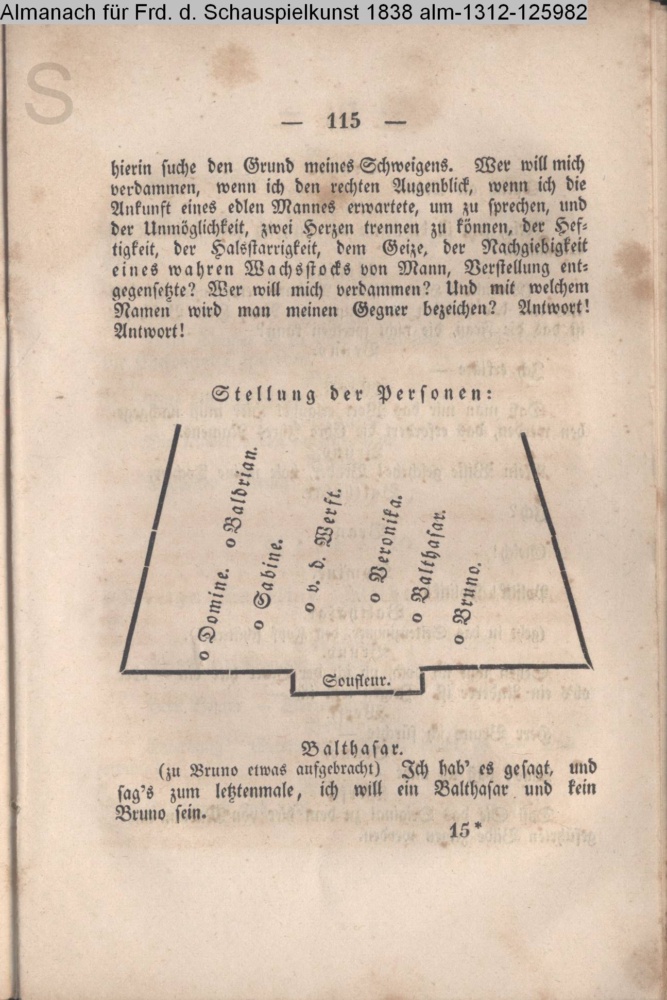 Almanach für Frd. d. Schauspielkunst 1838 alm-1312-125982
S
— 115 —
hierin suche den Grund meines Schweigens. Wer will mich
verdammen, wenn ich den rechten Augenblick, wenn ich die
Ankunft eines edlen Mannes erwartete, um zu sprechen, und
der Unmöglichkeit, zwei Herzen trennen zu können, der Hef-
tigkeit, der Halsstarrigkeit, dem Geize, der Nachgiebigkeit
eines wahren Wachsstocks von Mann, Verstellung ent-
gegensetzte? Wer will mich verdammen? Und mit welchem
Namen wird man meinen Gegner bezeichen? Antwort!
Antwort!
Stellung der Personen:
o Domine.
o Baldrian.
o Sabine.
o v. d. Werft.
o Veronika.
o Balthasar.
o Bruno.
Soufleur.
Balthasar.
(zu Bruno etwas aufgebracht) Ich hab' es gesagt, und
sag's zum letztenmale, ich will ein Balthasar und kein
Bruno sein.
15*